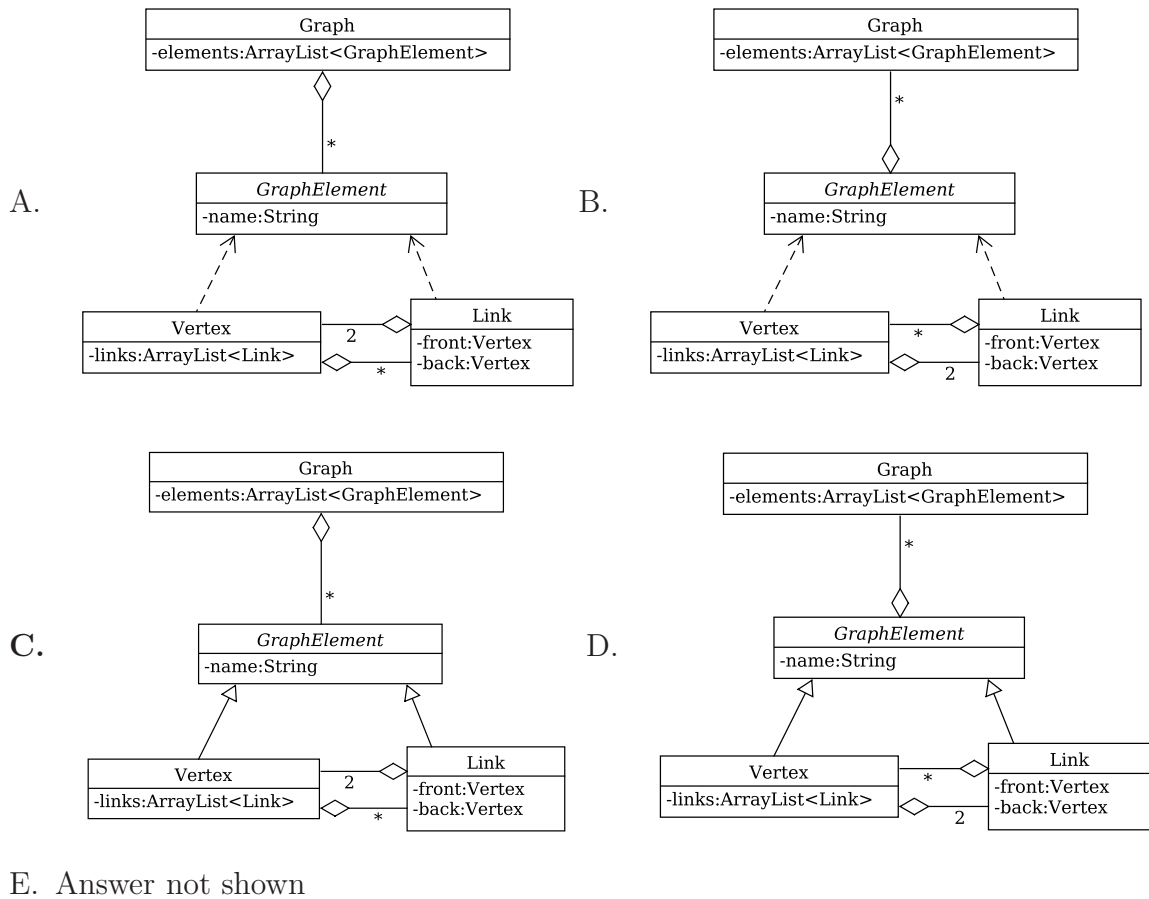 Graph
-elements:ArrayList<GraphElement>
*
A.
GraphElement
-name:String
Vertex
-links:ArrayList<Link>
2
*
Link
-front:Vertex
-back:Vertex
Graph
-elements:ArrayList<GraphElement>
*
B.
GraphElement
-name:String
Vertex
-links:ArrayList<Link>
*
2
Link
-front:Vertex
-back:Vertex
Graph
-elements:ArrayList<GraphElement>
*
C.
GraphElement
-name:String
Vertex
-links:ArrayList<Link>
2
*
Link
-front:Vertex
-back:Vertex
Graph
-elements:ArrayList<GraphElement>
*
D.
GraphElement
-name:String
Vertex
-links:ArrayList<Link>
*
2
Link
-front:Vertex
-back:Vertex
E. Answer not shown